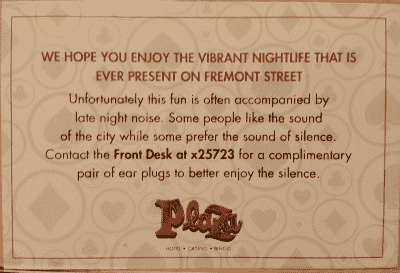 WE HOPE YOU ENJOY THE VIBRANT NIGHTLIFE THAT IS
EVER PRESENT ON FREMONT STREET
Unfortunately this fun is often accompanied by
late night noise. Some people like the sound
of the city while some prefer the sound of silence.
Contact the Front Desk at x25723 for a complimentary
pair of ear plugs to better enjoy the silence.
Plaza
HOTEL • CASINO • BINGO